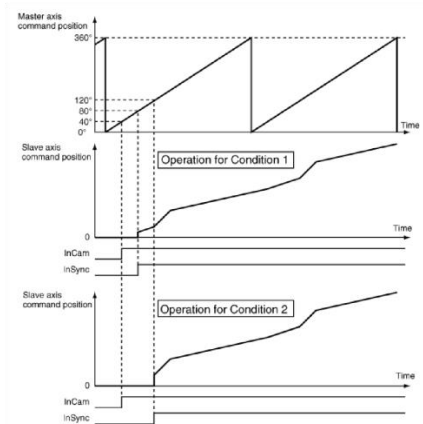 Master axis
command position
360°
120°
80°
40°
0°
Time
Slave axis
command position
Operation for Condition 1
Time
0
InCam
InSync
Slave axis
command position
Operation for Condition 2
Time
0
InCam
InSync